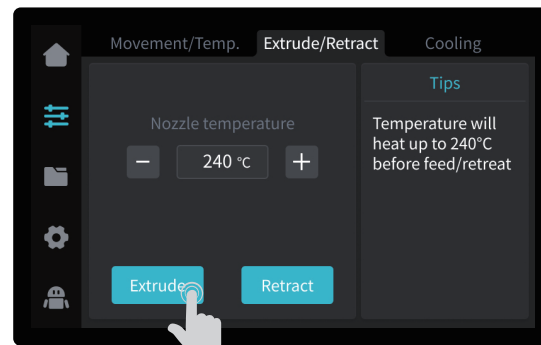 Movement/Temp. Extrude/Retract Cooling
Nozzle temperature
− 240 °C +
Extrude Retract
Tips
Temperature will
heat up to 240°C
before feed/retreat